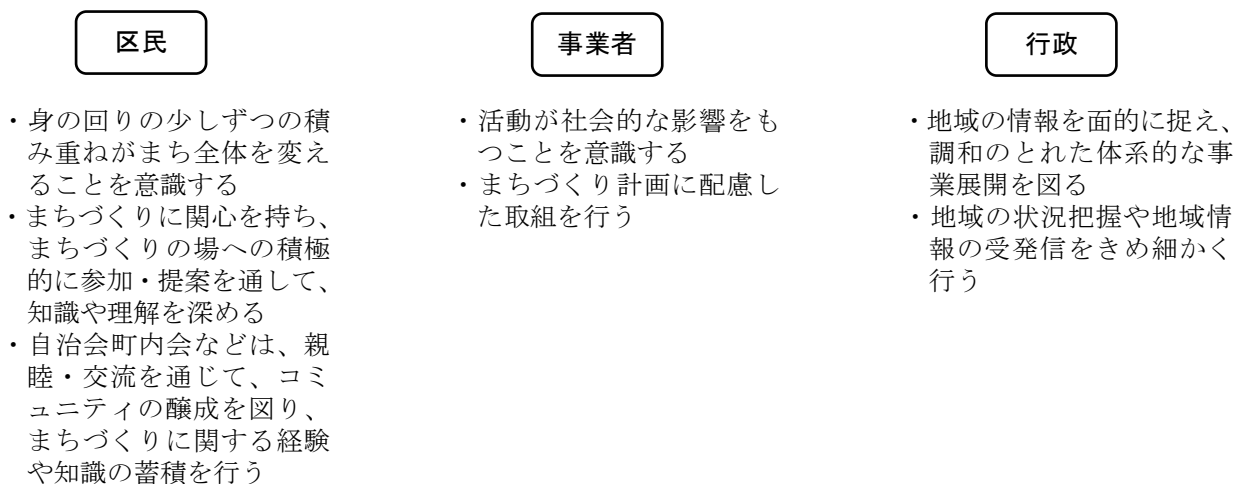 区民
・身の回りの少しずつの積
み重ねがまち全体を変え
ることを意識する
・まちづくりに関心を持ち、
まちづくりの場への積極
的に参加・提案を通して、
知識や理解を深める
・自治会町内会などは、親
睦・交流を通じて、コミ
ュニティの醸成を図り、
まちづくりに関する経験
や知識の蓄積を行う
事業者
・活動が社会的な影響をも
つことを意識する
・まちづくり計画に配慮し
た取組を行う
行政
・地域の情報を面的に捉え、
調和のとれた体系的な事
業展開を図る
・地域の状況把握や地域情
報の受発信をきめ細かく
行う